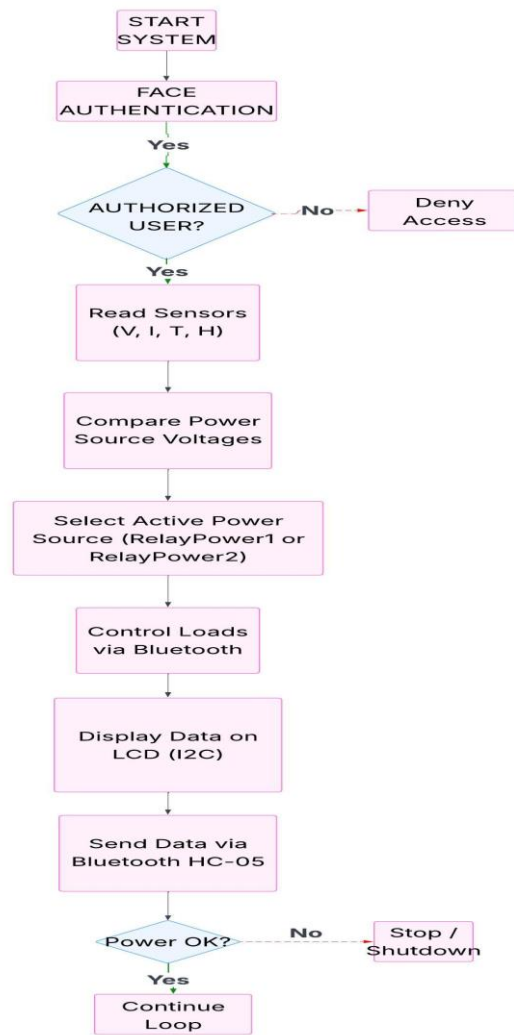 START
SYSTEM
FACE
AUTHENTICATION
Yes
AUTHORIZED
USER?
No
Deny
Access
Yes
Read Sensors
(V, I, T, H)
Compare Power
Source Voltages
Select Active Power
Source (RelayPower1 or
RelayPower2)
Control Loads
via Bluetooth
Display Data on
LCD (I2C)
Send Data via
Bluetooth HC-05
Power OK?
No
Stop /
Shutdown
Yes
Continue
Loop